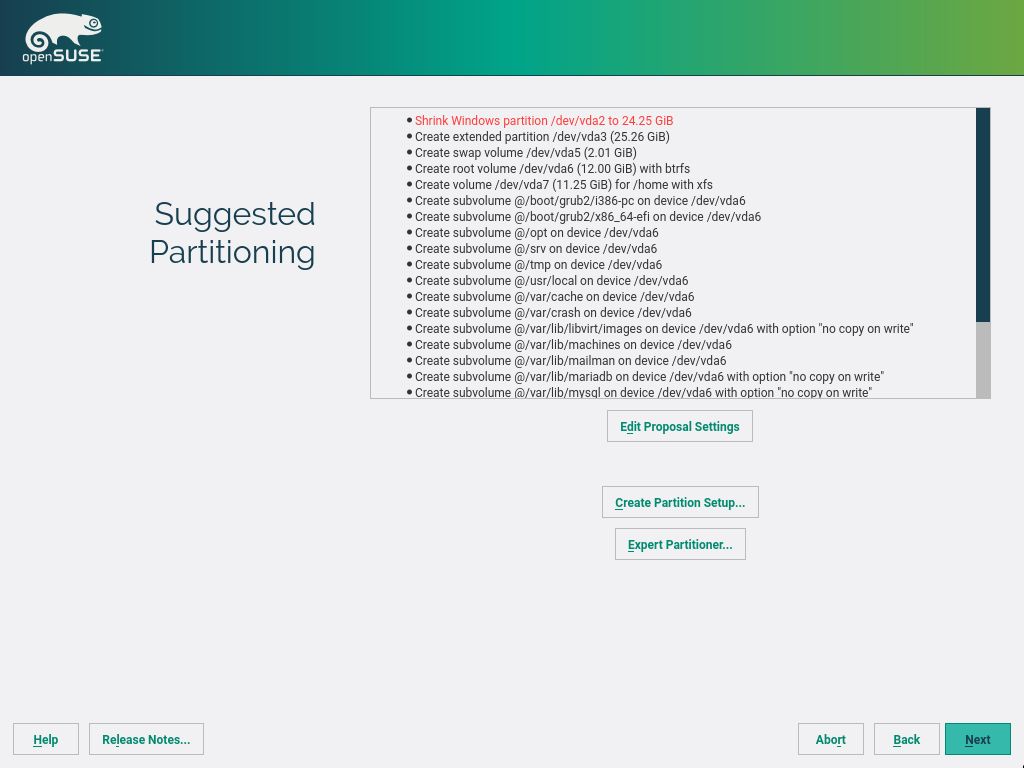 openSUSE
Suggested
Partitioning
Shrink Windows partition /dev/vda2 to 24.25 GiB
Create extended partition /dev/vda3 (25.26 GiB)
Create swap volume /dev/vda5 (2.01 GiB)
Create root volume /dev/vda6 (12.00 GiB) with btrfs
Create volume /dev/vda7 (11.25 GiB) for /home with xfs
Create subvolume @/boot/grub2/i386-pc on device /dev/vda6
Create subvolume @/boot/grub2/x86_64-efi on device /dev/vda6
Create subvolume @/opt on device /dev/vda6
Create subvolume @/srv on device /dev/vda6
Create subvolume @/tmp on device /dev/vda6
Create subvolume @/usr/local on device /dev/vda6
Create subvolume @/var/cache on device /dev/vda6
Create subvolume @/var/crash on device /dev/vda6
Create subvolume @/var/lib/libvirt/images on device /dev/vda6 with option "no copy on write"
Create subvolume @/var/lib/machines on device /dev/vda6
Create subvolume @/var/lib/mailman on device /dev/vda6
Create subvolume @/var/lib/mariadb on device /dev/vda6 with option "no copy on write"
Create subvolume @/var/lib/mysql on device /dev/vda6 with option "no copy on write"
Edit Proposal Settings
Create Partition Setup...
Expert Partitioner...
Help
Release Notes...
Abort
Back
Next